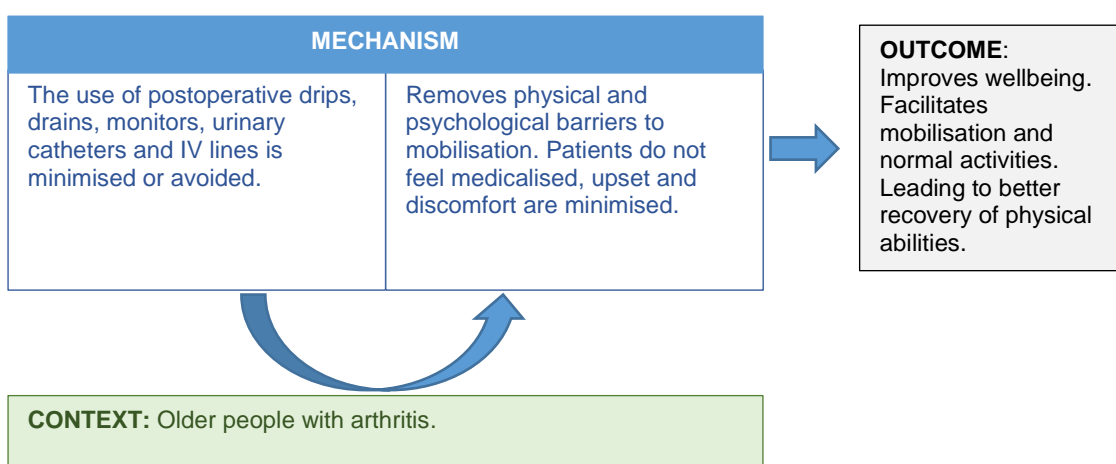 MECHANISM
The use of postoperative drips,
drains, monitors, urinary
catheters and IV lines is
minimised or avoided.
Removes physical and
psychological barriers to
mobilisation. Patients do not
feel medicalised, upset and
discomfort are minimised.
OUTCOME:
Improves wellbeing.
Facilitates
mobilisation and
normal activities.
Leading to better
recovery of physical
abilities.
CONTEXT: Older people with arthritis.